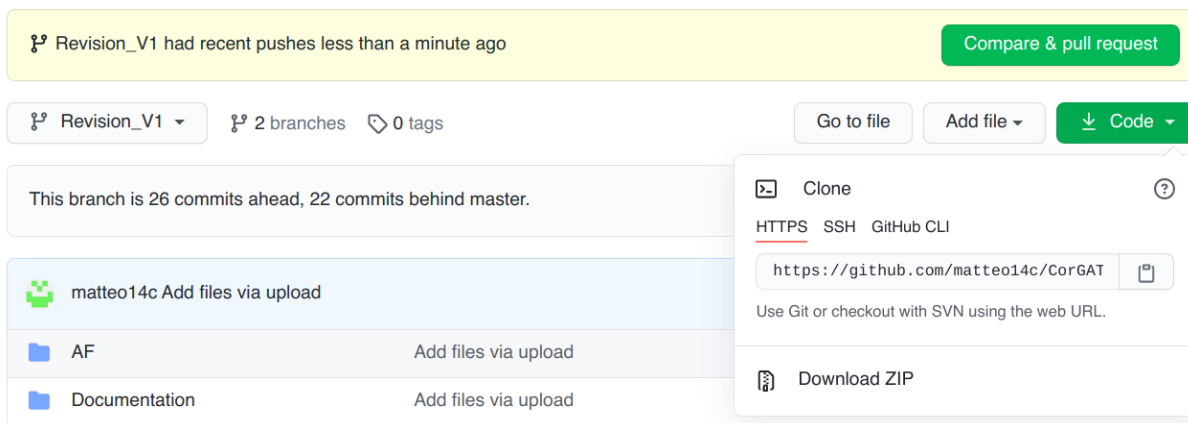 Revision_V1 had recent pushes less than a minute ago
Compare & pull request
Revision_V1
2 branches
0 tags
Go to file
Add file
Code
This branch is 26 commits ahead, 22 commits behind master.
Clone
HTTPS SSH GitHub CLI
https://github.com/matteo14c/CorGAT
Use Git or checkout with SVN using the web URL.
Download ZIP
matteo14c Add files via upload
AF Add files via upload
Documentation Add files via upload